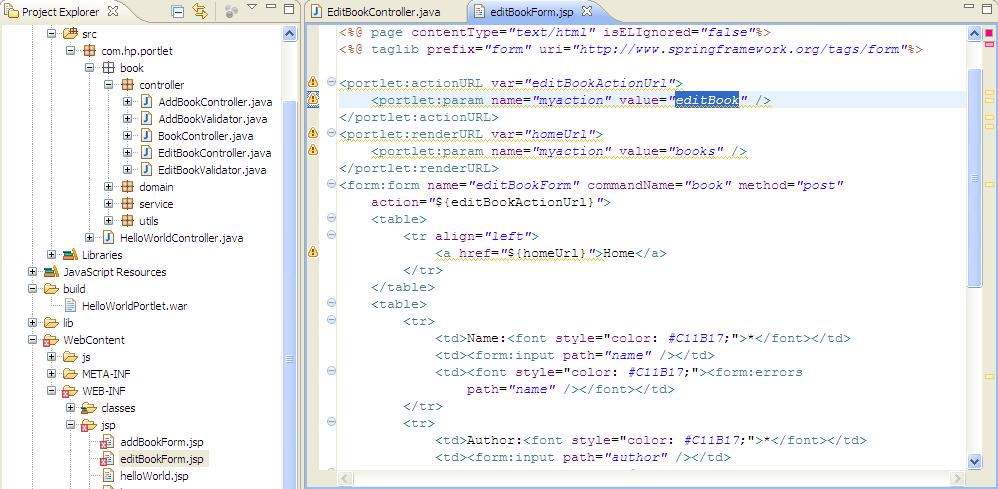 Project Explorer
src
com.hp.portlet
book
controller
AddBookController.java
AddBookValidator.java
BookController.java
EditBookController.java
EditBookValidator.java
domain
service
utils
HelloWorldController.java
Libraries
JavaScript Resources
build
HelloWorldPortlet.war
lib
WebContent
js
META-INF
WEB-INF
classes
jsp
addBookForm.jsp
editBookForm.jsp
helloWorld.jsp
EditBookController.java
editBookForm.jsp
<%@ page contentType="text/html" isELIgnored="false"%>
<%@ taglib prefix="form" uri="http://www.springframework.org/tags/form"%>
<portlet:actionURL var="editBookActionUrl">
<portlet:param name="myaction" value="editBook" />
</portlet:actionURL>
<portlet:renderURL var="homeUrl">
<portlet:param name="myaction" value="books" />
</portlet:renderURL>
<form:form name="editBookForm" commandName="book" method="post"
action="${editBookActionUrl}">
<table>
<tr align="left">
<a href="${homeUrl}">Home</a>
</tr>
</table>
<table>
<tr>
<td>Name:<font style="color: #C11B17;">*</font></td>
<td><form:input path="name" /></td>
<td><font style="color: #C11B17;"><form:errors
path="name" /></font></td>
</tr>
<tr>
<td>Author:<font style="color: #C11B17;">*</font></td>
<td><form:input path="author" /></td>